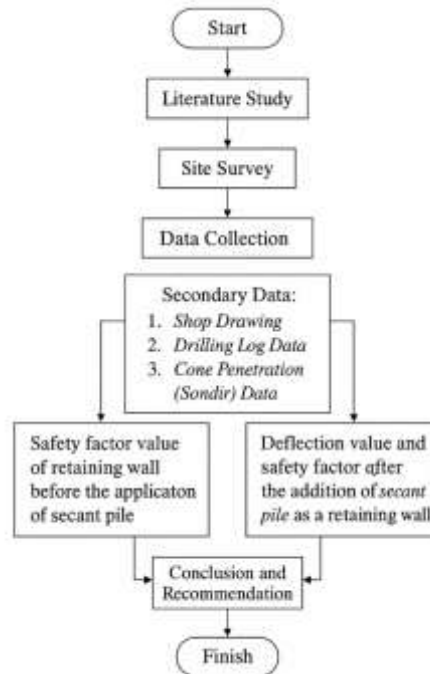 Start
Literature Study
Site Survey
Data Collection
Secondary Data:
1. Shop Drawing
2. Drilling Log Data
3. Cone Penetration
(Sondir) Data
Safety factor value
of retaining wall
before the applicaton
of secant pile
Deflection value and
safety factor after
the addition of secant
pile as a retaining wall
Conclusion and
Recommendation
Finish